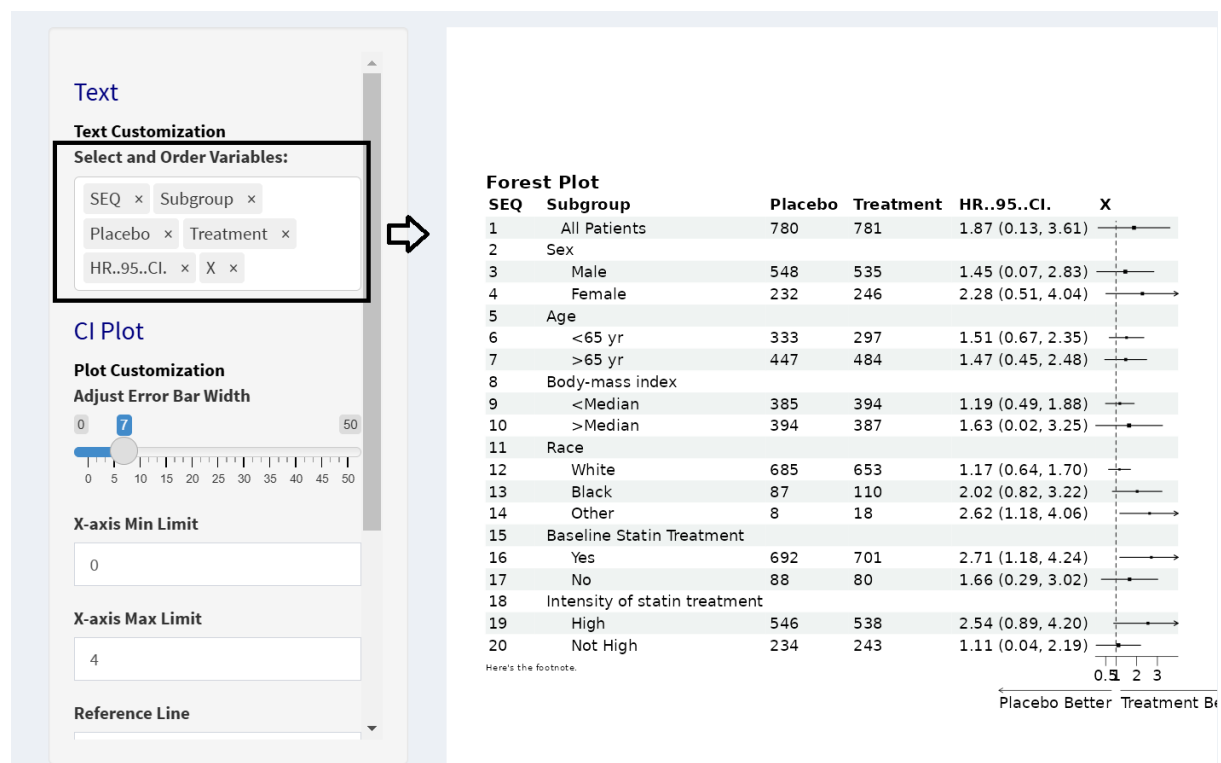 Text
Text Customization
Select and Order Variables:
SEQ × Subgroup ×
Placebo × Treatment ×
HR..95..CI. × X ×
CI Plot
Plot Customization
Adjust Error Bar Width
0 7 50
0 5 10 15 20 25 30 35 40 45 50
X-axis Min Limit
0
X-axis Max Limit
4
Reference Line
Forest Plot
SEQ Subgroup Placebo Treatment HR..95..CI. X
1 All Patients 780 781 1.87 (0.13, 3.61)
2 Sex
3 Male 548 535 1.45 (0.07, 2.83)
4 Female 232 246 2.28 (0.51, 4.04)
5 Age
6 <65 yr 333 297 1.51 (0.67, 2.35)
7 >65 yr 447 484 1.47 (0.45, 2.48)
8 Body-mass index
9 <Median 385 394 1.19 (0.49, 1.88)
10 >Median 394 387 1.63 (0.02, 3.25)
11 Race
12 White 685 653 1.17 (0.64, 1.70)
13 Black 87 110 2.02 (0.82, 3.22)
14 Other 8 18 2.62 (1.18, 4.06)
15 Baseline Statin Treatment
16 Yes 692 701 2.71 (1.18, 4.24)
17 No 88 80 1.66 (0.29, 3.02)
18 Intensity of statin treatment
19 High 546 538 2.54 (0.89, 4.20)
20 Not High 234 243 1.11 (0.04, 2.19)
Here's the footnote.
0.5 1 2 3
Placebo Better Treatment Be